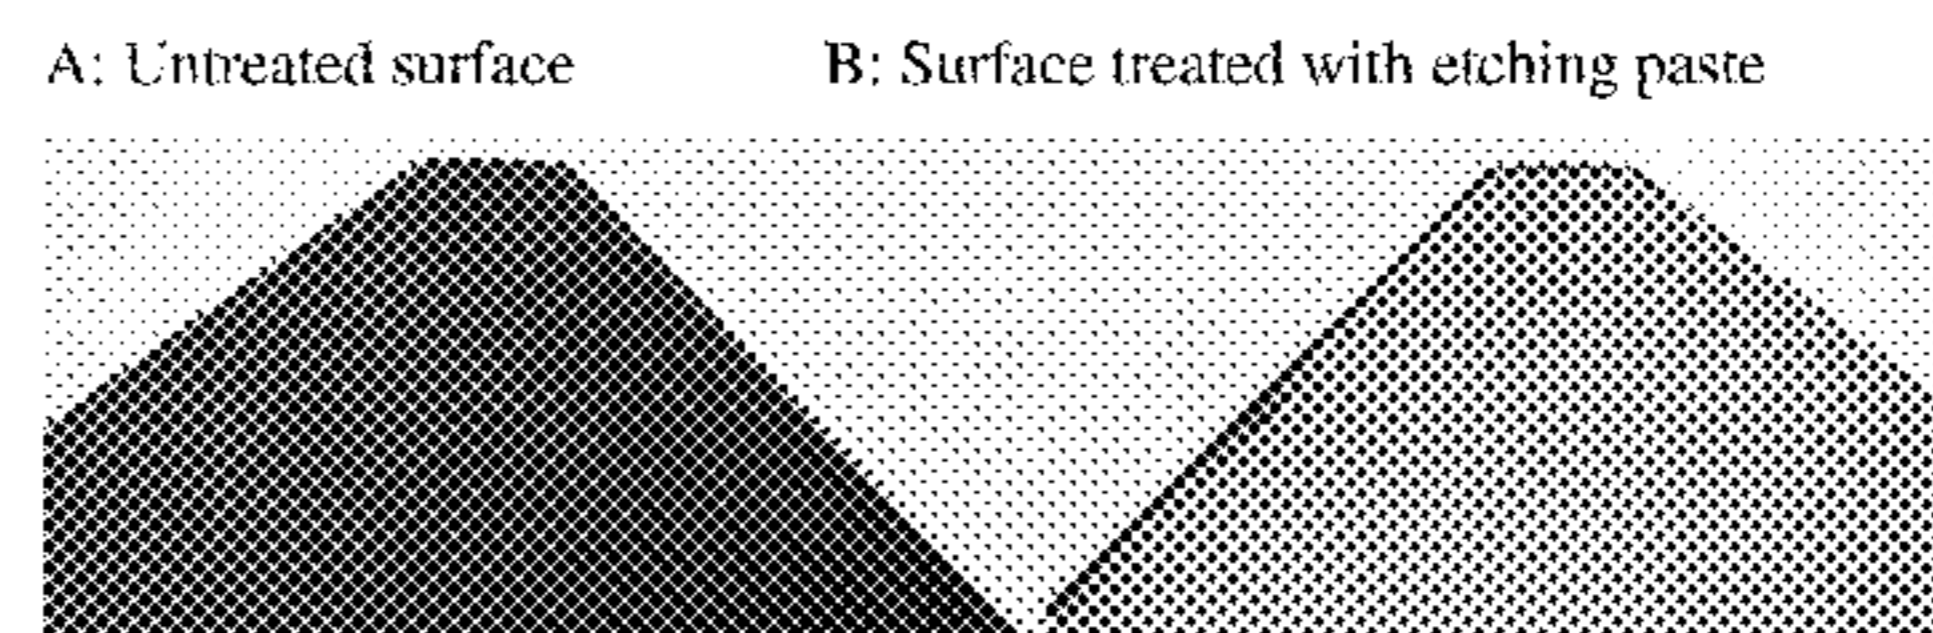 A: Untreated surface
B: Surface treated with etching paste